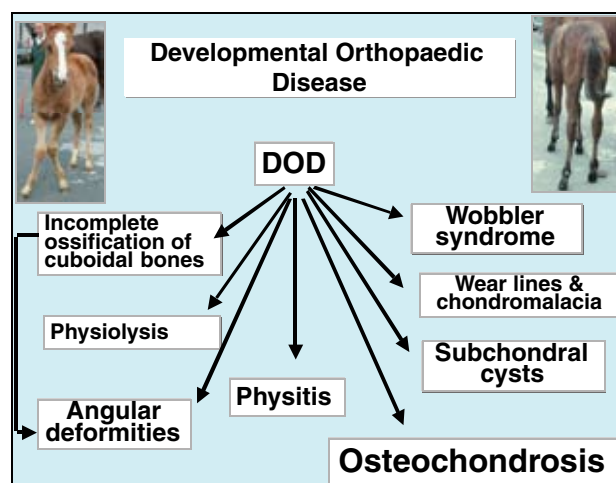 Developmental Orthopaedic
Disease
DOD
Incomplete
ossification of
cuboidal bones
Wobbler
syndrome
Wear lines &
chondromalacia
Physiolysis
Subchondral
cysts
Physitis
Angular
deformities
Osteochondrosis